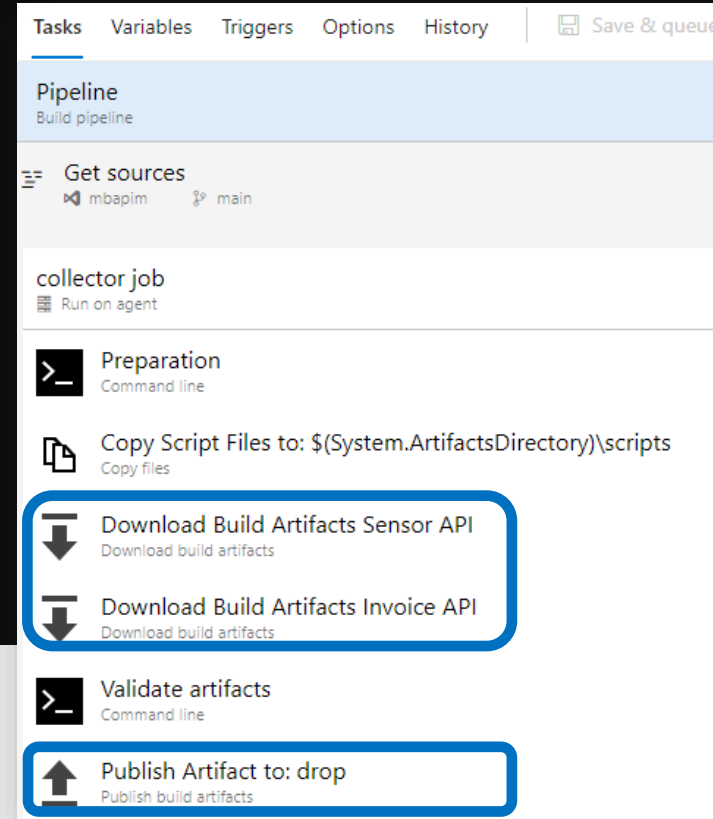 Tasks Variables Triggers Options History Save & queue
Pipeline
Build pipeline
Get sources
mbapim main
collector job
Run on agent
Preparation
Command line
Copy Script Files to: $(System.ArtifactsDirectory)\scripts
Copy files
Download Build Artifacts Sensor API
Download build artifacts
Download Build Artifacts Invoice API
Download build artifacts
Validate artifacts
Command line
Publish Artifact to: drop
Publish build artifacts